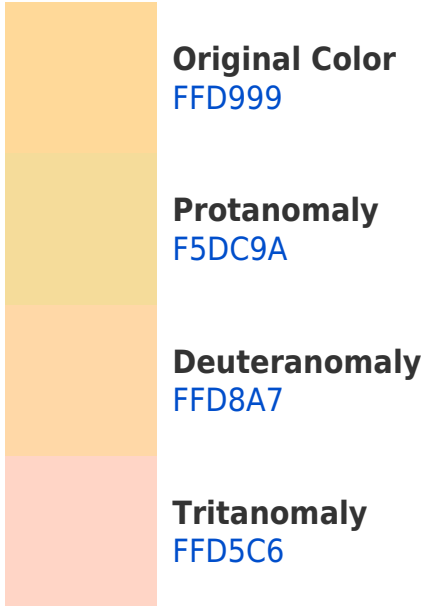 Original Color
FFD999
Protanomaly
F5DC9A
Deuteranomaly
FFD8A7
Tritanomaly
FFD5C6